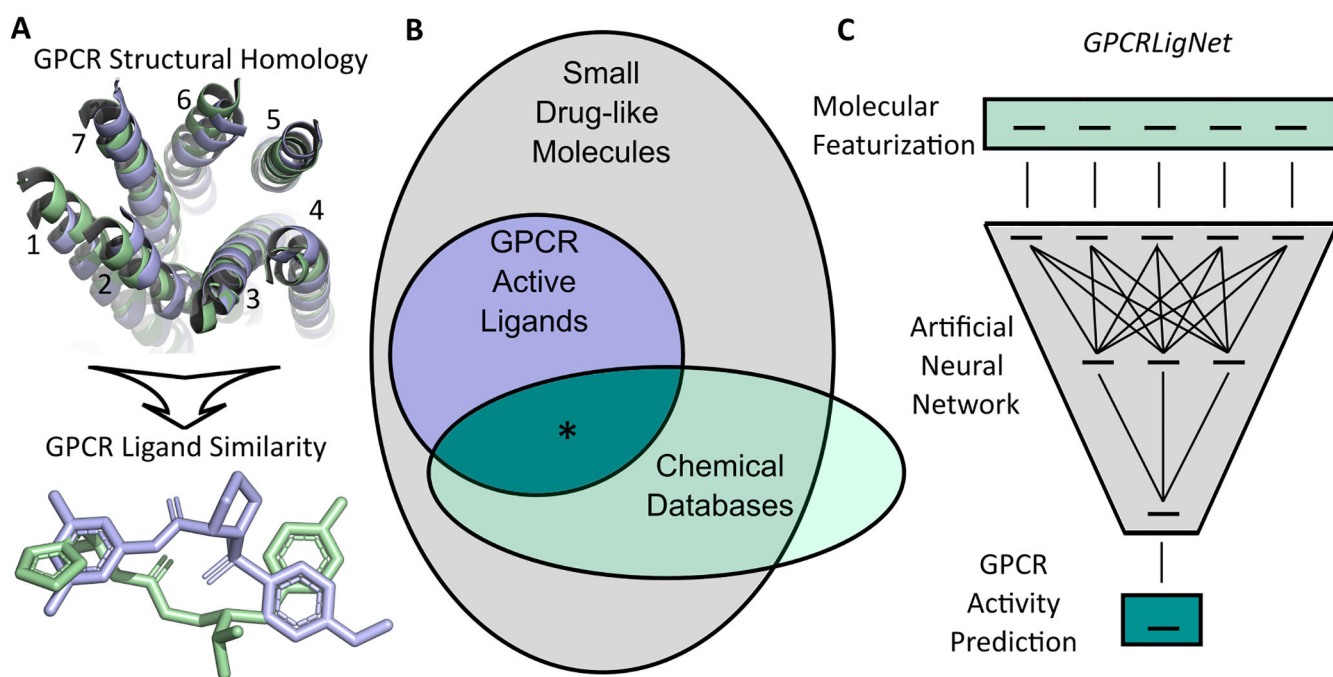 A
GPCR Structural Homology
1
2
3
4
5
6
7
GPCR Ligand Similarity
B
Small
Drug-like
Molecules
GPCR
Active
Ligands
*
Chemical
Databases
C
GPCRLigNet
Molecular
Featurization
Artificial
Neural
Network
GPCR
Activity
Prediction